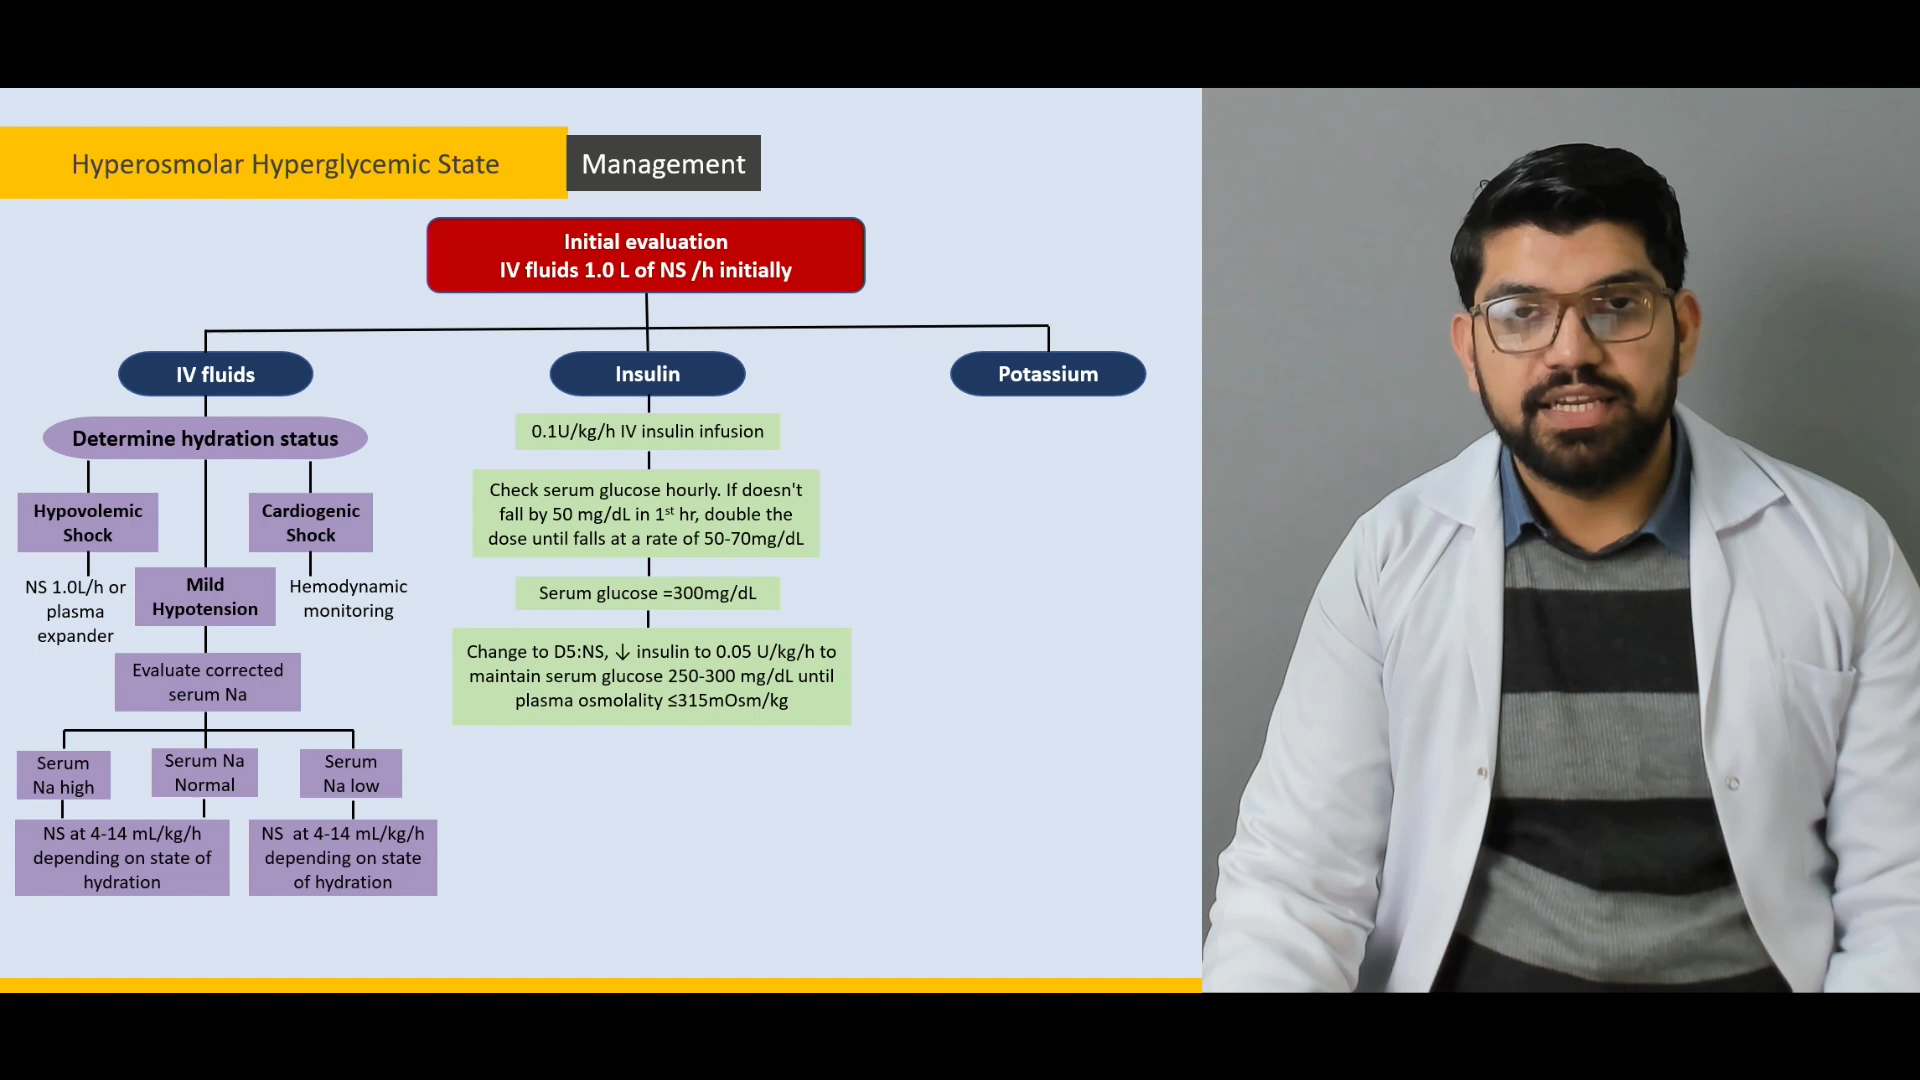 Hyperosmolar Hyperglycemic State
Management
Initial evaluation
IV fluids 1.0 L of NS /h initially
IV fluids
Insulin
Potassium
Determine hydration status
Hypovolemic
Shock
NS 1.0L/h or
plasma
expander
Mild
Hypotension
Cardiogenic
Shock
Hemodynamic
monitoring
Evaluate corrected
serum Na
Serum
Na high
Serum Na
Normal
Serum
Na low
NS at 4-14 mL/kg/h
depending on state of
hydration
NS  at 4-14 mL/kg/h
depending on state
of hydration
0.1U/kg/h IV insulin infusion
Check serum glucose hourly. If doesn't
fall by 50 mg/dL in 1st hr, double the
dose until falls at a rate of 50-70mg/dL
Serum glucose =300mg/dL
Change to D5:NS, ↓ insulin to 0.05 U/kg/h to
maintain serum glucose 250-300 mg/dL until
plasma osmolality ≤315mOsm/kg